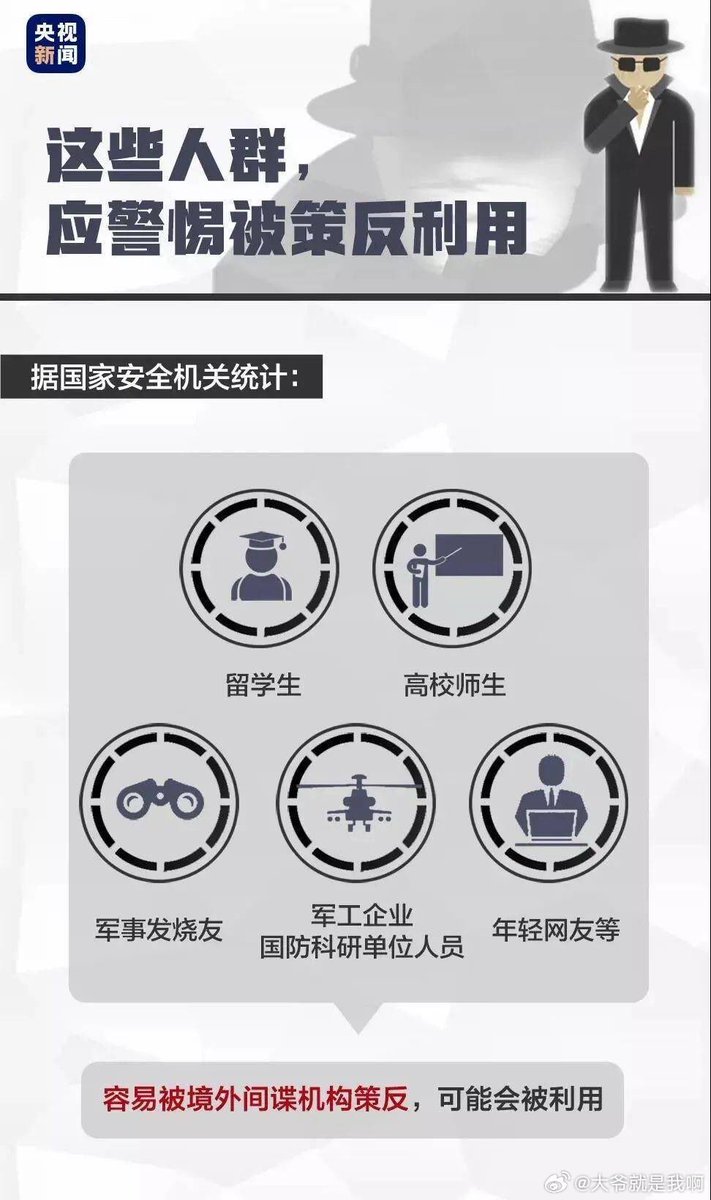 央视
新闻
这些人群，
应警惕被策反利用
据国家安全机关统计：
留学生
高校师生
军事发烧友
军工企业
国防科研单位人员
年轻网友等
容易被境外间谍机构策反，可能会被利用
@大爷就是我啊